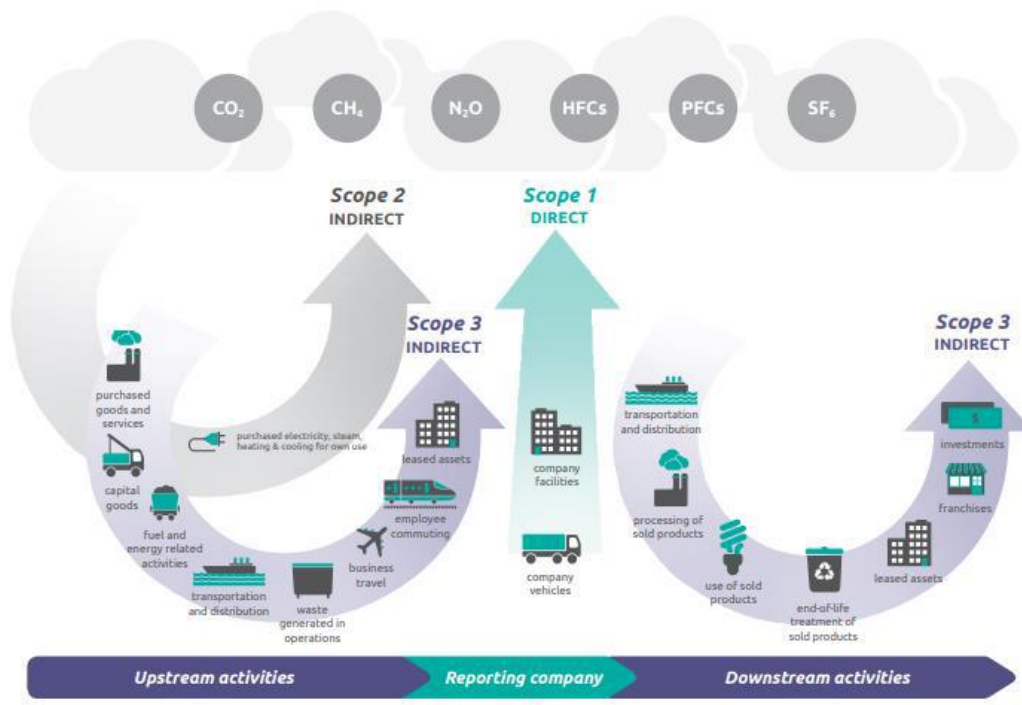 CO₂
CH₄
N₂O
HFCs
PFCs
SF₆
Scope 2
INDIRECT
Scope 1
DIRECT
Scope 3
INDIRECT
Scope 3
INDIRECT
purchased
goods and
services
capital
goods
fuel and
energy related
activities
transportation
and distribution
waste
generated in
operations
business
travel
employee
commuting
leased assets
purchased electricity, steam,
heating & cooling for own use
company
facilities
company
vehicles
transportation
and distribution
processing of
sold products
use of sold
products
end-of-life
treatment of
sold products
leased assets
franchises
investments
$
Upstream activities
Reporting company
Downstream activities